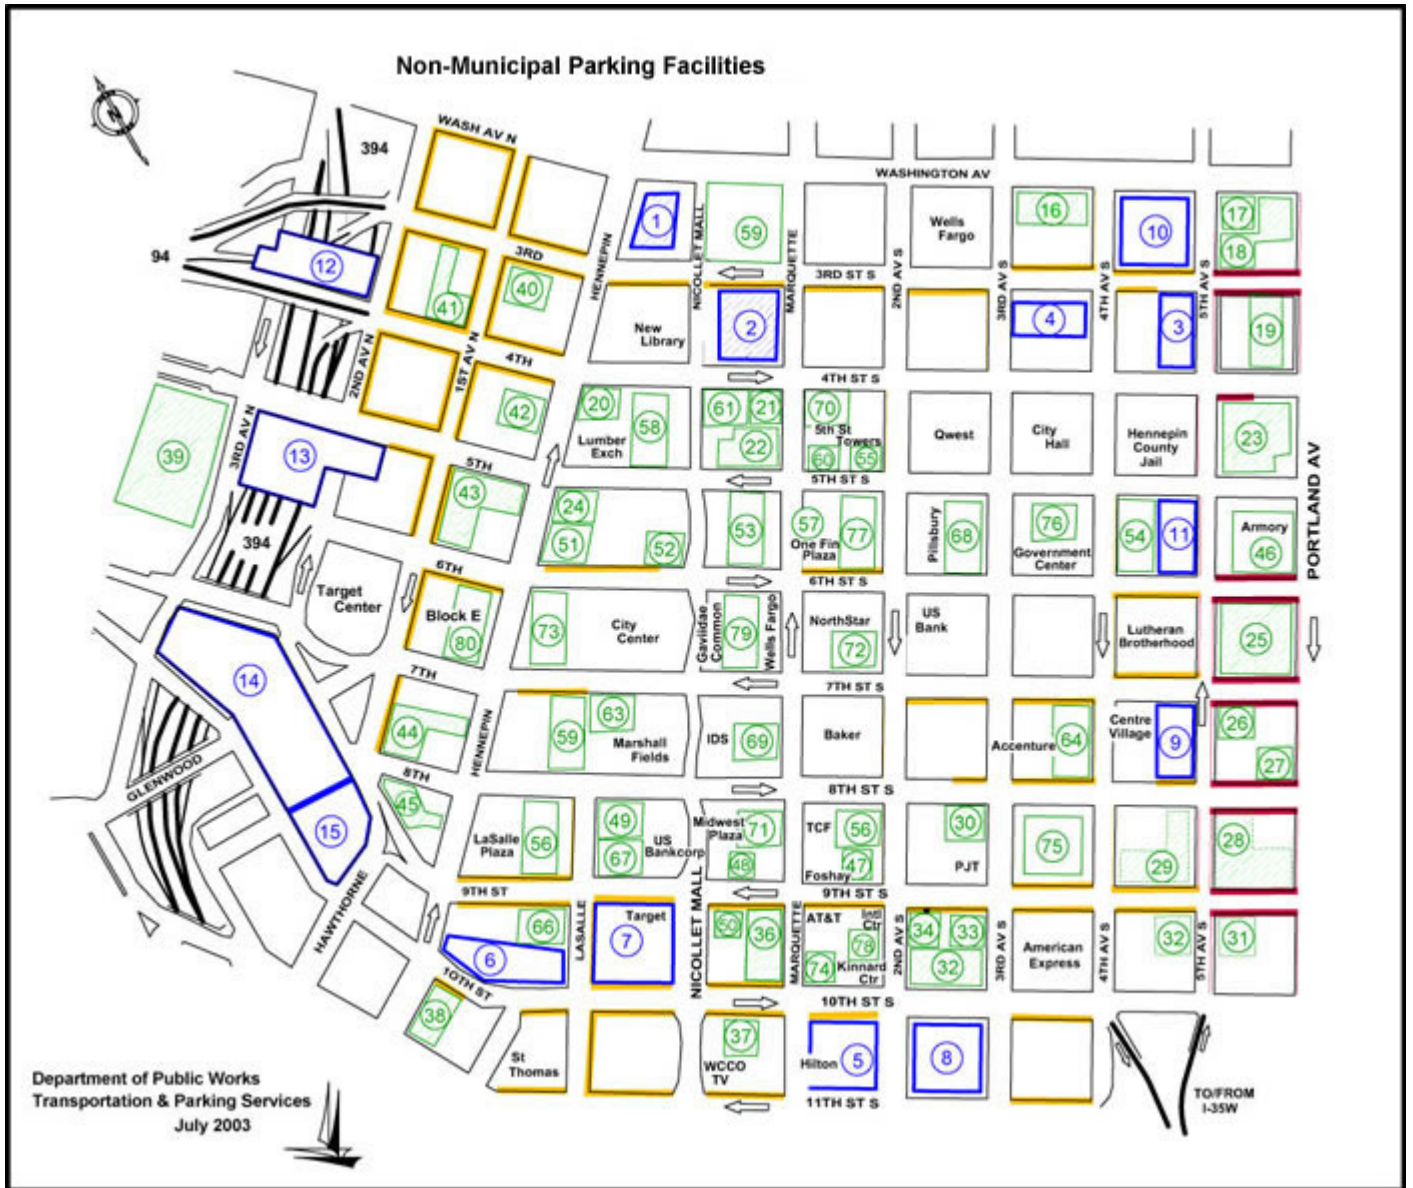 Non-Municipal Parking Facilities
N
394
WASH AV N
WASHINGTON AV
1
59
Wells
Fargo
16
10
17
18
94
12
3RD
HENNEPIN
NICOLLET MALL
MARQUETTE
3RD ST S
2ND AV S
3RD AV S
4TH AV S
5TH AV S
41
40
New
Library
2
4
3
19
2ND AV N
1ST AV N
4TH
4TH ST S
39
3RD AV N
13
42
20
58
Lumber
Exch
61
21
22
70
5th St
Towers
60
55
Qwest
City
Hall
Hennepin
County
Jail
23
PORTLAND AV
5TH
5TH ST S
394
43
24
51
52
53
57
One Fin
Plaza
77
Pillsbury
68
76
Government
Center
54
11
Armory
46
6TH
6TH ST S
Target
Center
Block E
80
73
City
Center
Gaviidae
Common
79
Wells Fargo
NorthStar
72
US
Bank
Lutheran
Brotherhood
25
14
7TH
7TH ST S
44
HENNEPIN
59
63
Marshall
Fields
IDS
69
Baker
Accenture
64
Centre
Village
9
26
27
GLENWOOD
8TH
8TH ST S
15
45
LaSalle
Plaza
56
49
67
US
Bankcorp
Midwest
Plaza
71
48
TCF
56
Foshay
47
30
PJT
75
29
28
HAWTHORNE
9TH ST
9TH ST S
LASALLE
NICOLLET MALL
MARQUETTE
2ND AV S
3RD AV S
4TH AV S
5TH AV S
66
6
Target
7
50
36
AT&T
Intl
Ctr
78
74
Kinnard
Ctr
34
33
32
American
Express
32
31
10TH ST
10TH ST S
38
St
Thomas
37
WCCO
TV
Hilton
5
8
11TH ST S
TO/FROM
I-35W
Department of Public Works
Transportation & Parking Services
July 2003